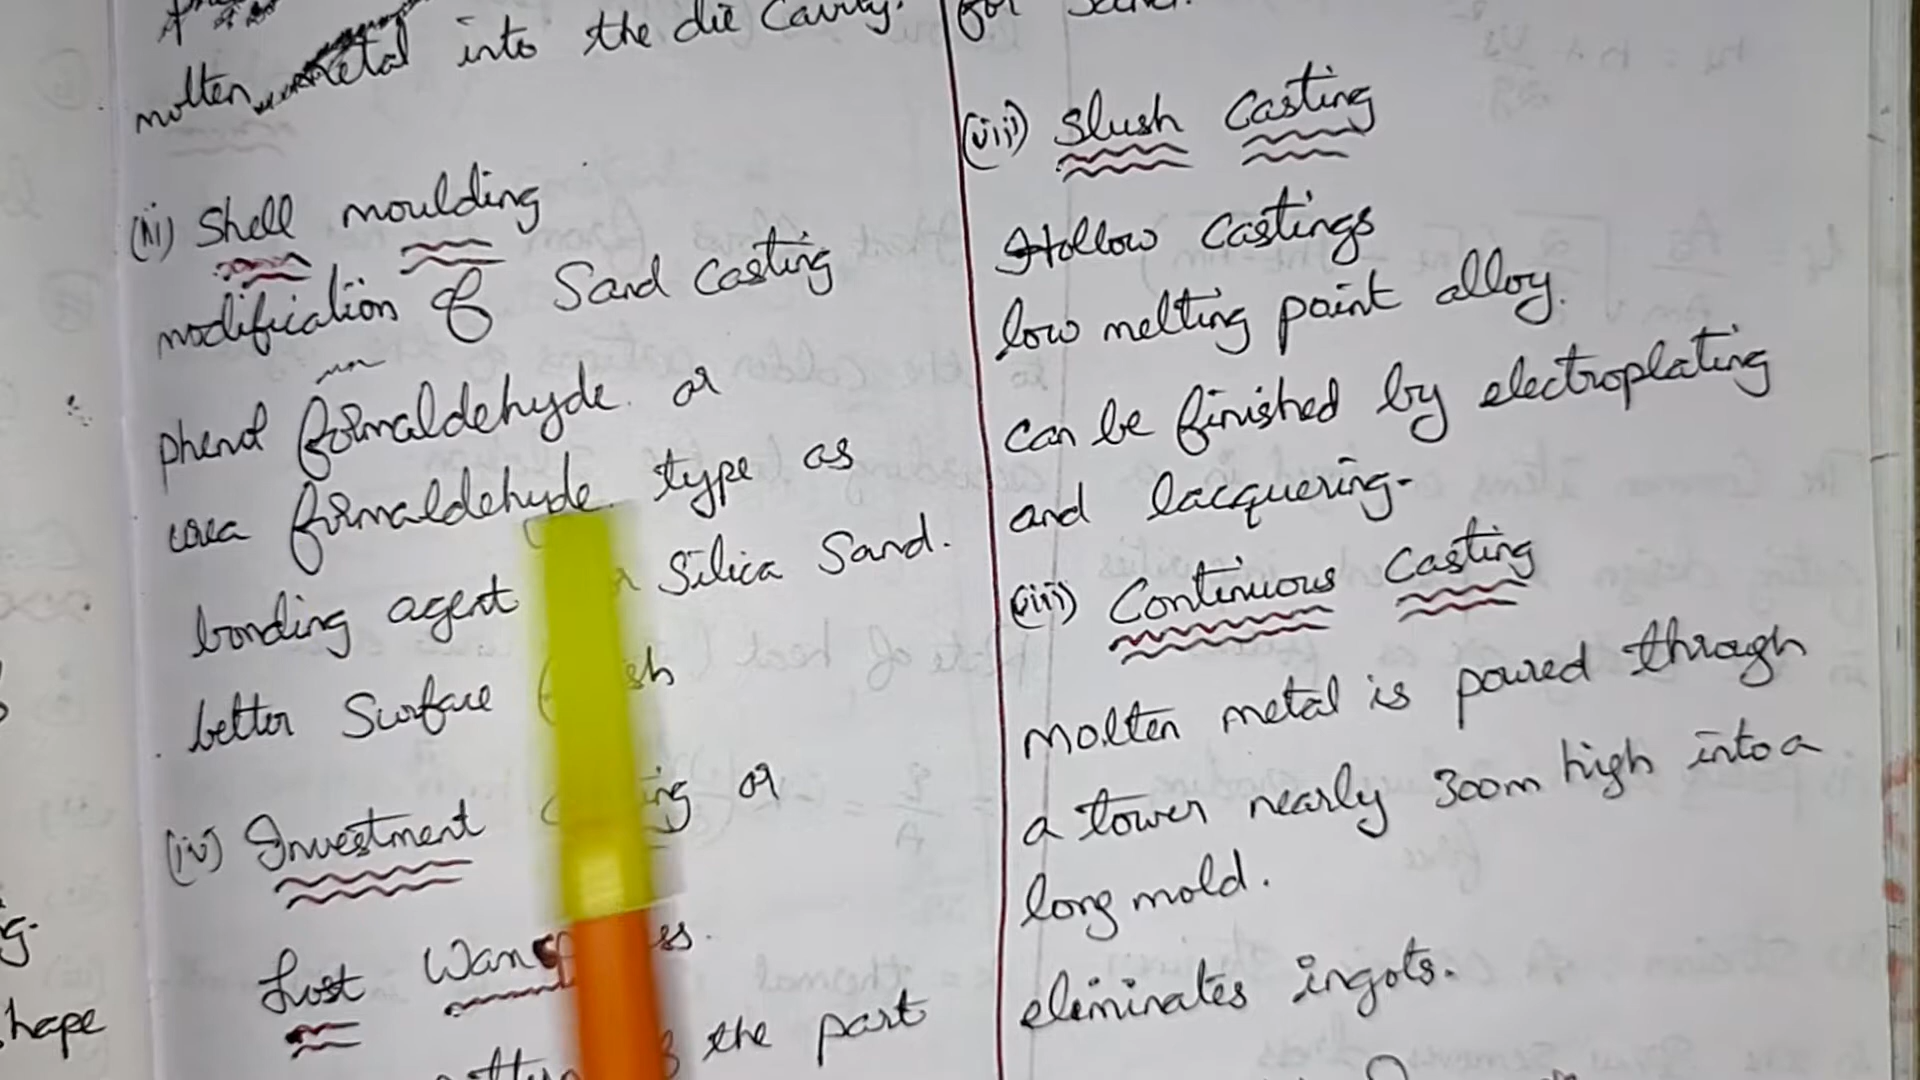 molten metal into the die cavity.
(iii) Shell moulding
modification of Sand casting
phenol formaldehyde or
urea formaldehyde type as
bonding agent Silica Sand.
better Surface
(iv) Investment or
Lost
the part
for
(vii) Slush Casting
Hollow castings
low melting point alloy.
can be finished by electroplating
and lacquering.
(viii) Continuous Casting
Molten metal is poured through
a tower nearly 300m high into a
long mold.
eliminates ingots.
hape